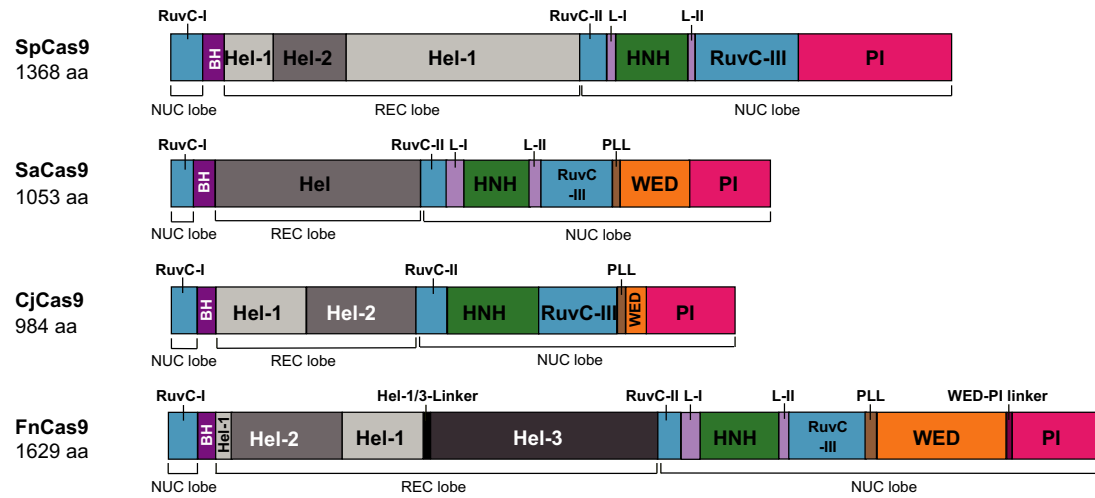 RuvC-I RuvC-II L-I L-II
SpCas9
1368 aa
BH Hel-1 Hel-2 Hel-1 HNH RuvC-III PI
NUC lobe REC lobe NUC lobe
RuvC-I RuvC-II L-I L-II PLL
SaCas9
1053 aa
BH Hel HNH RuvC
-III WED PI
NUC lobe REC lobe NUC lobe
RuvC-I RuvC-II PLL
CjCas9
984 aa
BH Hel-1 Hel-2 HNH RuvC-III WED PI
NUC lobe REC lobe NUC lobe
RuvC-I Hel-1/3-Linker RuvC-II L-I L-II PLL WED-PI linker
FnCas9
1629 aa
BH Hel-1 Hel-2 Hel-1 Hel-3 HNH RuvC
-III WED PI
NUC lobe REC lobe NUC lobe